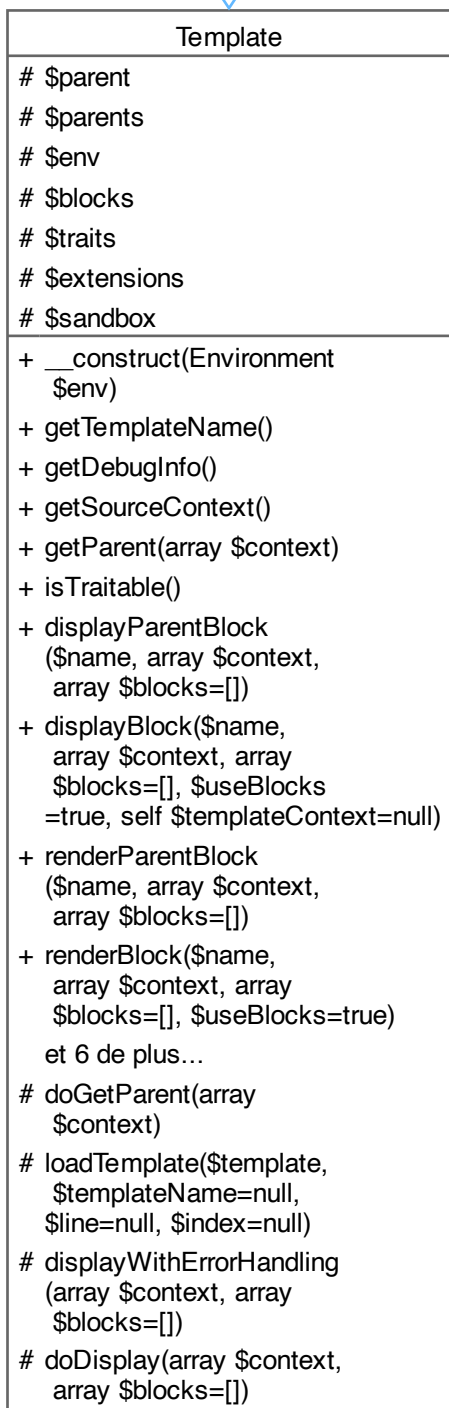 Template
# $parent
# $parents
# $env
# $blocks
# $traits
# $extensions
# $sandbox
+ __construct(Environment
$env)
+ getTemplateName()
+ getDebugInfo()
+ getSourceContext()
+ getParent(array $context)
+ isTraitable()
+ displayParentBlock
($name, array $context,
array $blocks=[])
+ displayBlock($name,
array $context, array
$blocks=[], $useBlocks
=true, self $templateContext=null)
+ renderParentBlock
($name, array $context,
array $blocks=[])
+ renderBlock($name,
array $context, array
$blocks=[], $useBlocks=true)
et 6 de plus...
# doGetParent(array
$context)
# loadTemplate($template,
$templateName=null,
$line=null, $index=null)
# displayWithErrorHandling
(array $context, array
$blocks=[])
# doDisplay(array $context,
array $blocks=[])